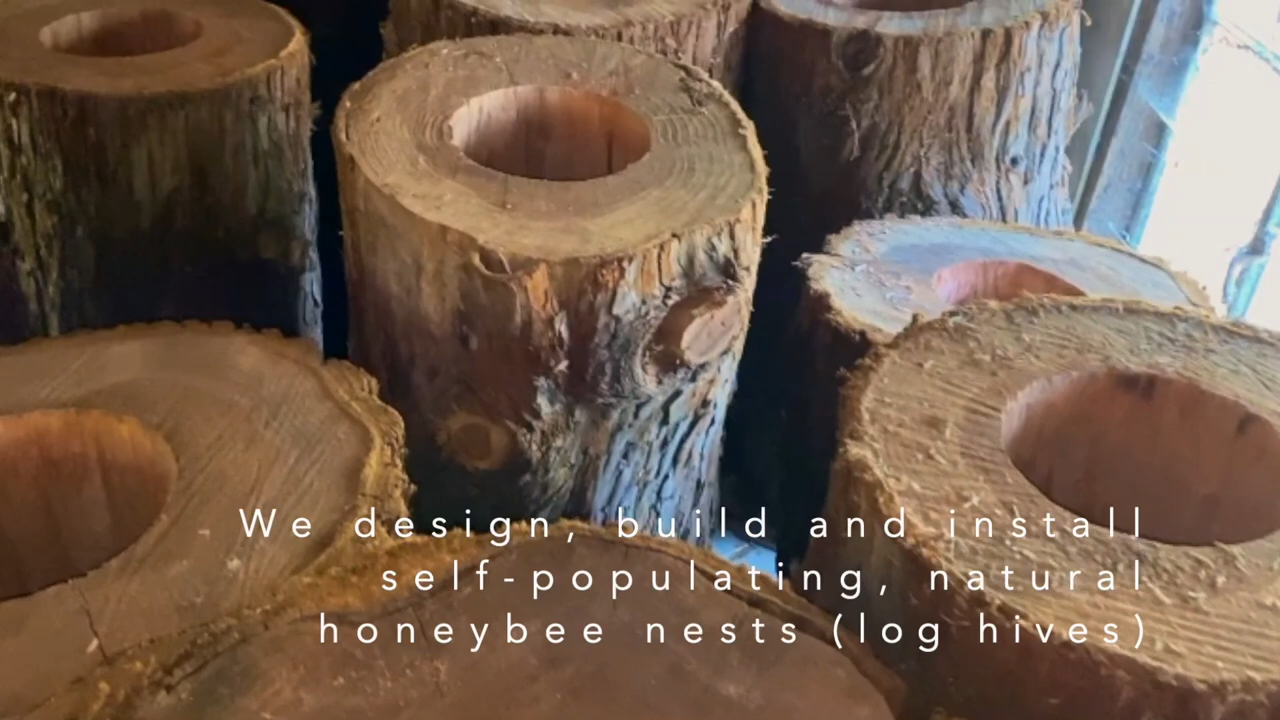 We design, build and install
self-populating, natural
honeybee nests (log hives)